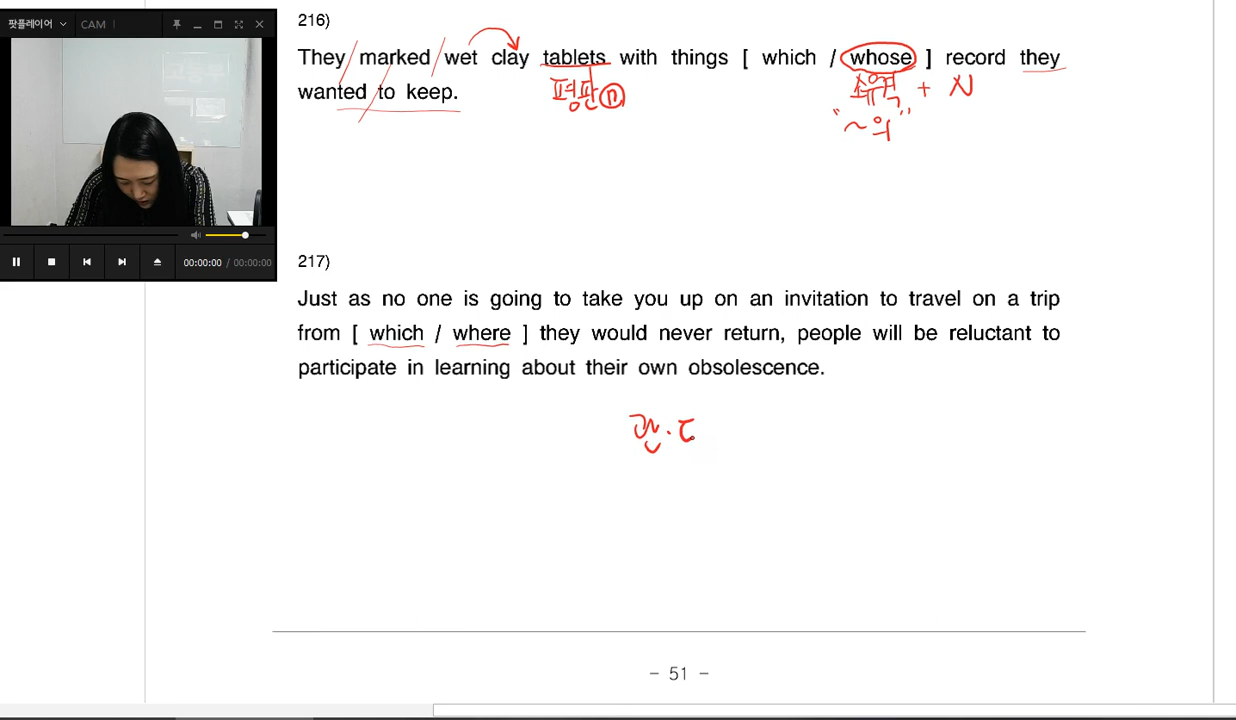 팟플레이어 CAM
00:00:00 / 00:00:00
216)
They marked wet clay tablets with things [ which / whose ] record they
wanted to keep.
평판 ⓝ
소유격 + N
"~의"
217)
Just as no one is going to take you up on an invitation to travel on a trip
from [ which / where ] they would never return, people will be reluctant to
participate in learning about their own obsolescence.
관·
- 51 -